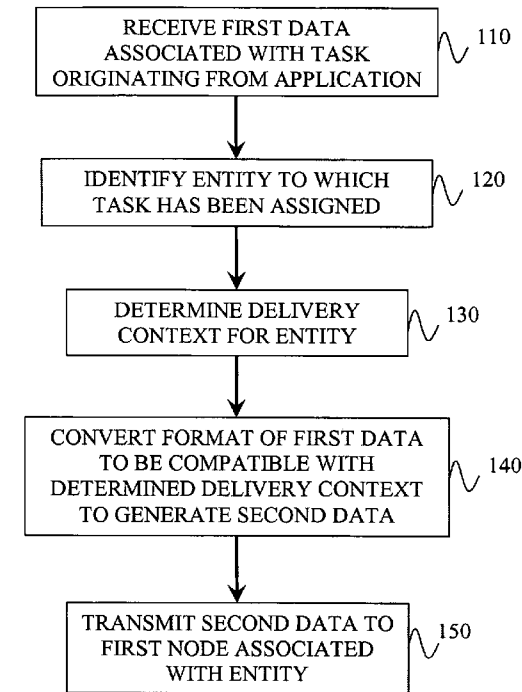 RECEIVE FIRST DATA
ASSOCIATED WITH TASK
ORIGINATING FROM APPLICATION
110
IDENTIFY ENTITY TO WHICH
TASK HAS BEEN ASSIGNED
120
DETERMINE DELIVERY
CONTEXT FOR ENTITY
130
CONVERT FORMAT OF FIRST DATA
TO BE COMPATIBLE WITH
DETERMINED DELIVERY CONTEXT
TO GENERATE SECOND DATA
140
TRANSMIT SECOND DATA TO
FIRST NODE ASSOCIATED
WITH ENTITY
150